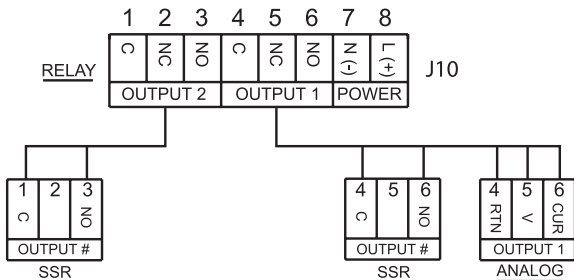 1 2 3 4 5 6 7 8
C NC NO C NC NO N (-) L (+)
RELAY
J10
OUTPUT 2 OUTPUT 1 POWER
1 2 3
C NO
OUTPUT #
SSR
4 5 6
C NO
OUTPUT #
SSR
4 5 6
RTN V CUR
OUTPUT 1
ANALOG